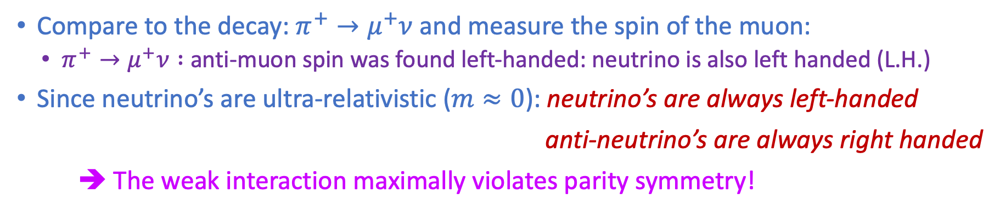 • Compare to the decay: π⁺ → μ⁺ν and measure the spin of the muon:
• π⁺ → μ⁺ν : anti-muon spin was found left-handed: neutrino is also left handed (L.H.)
• Since neutrino’s are ultra-relativistic (m ≈ 0): neutrino’s are always left-handed
anti-neutrino’s are always right handed
➔ The weak interaction maximally violates parity symmetry!